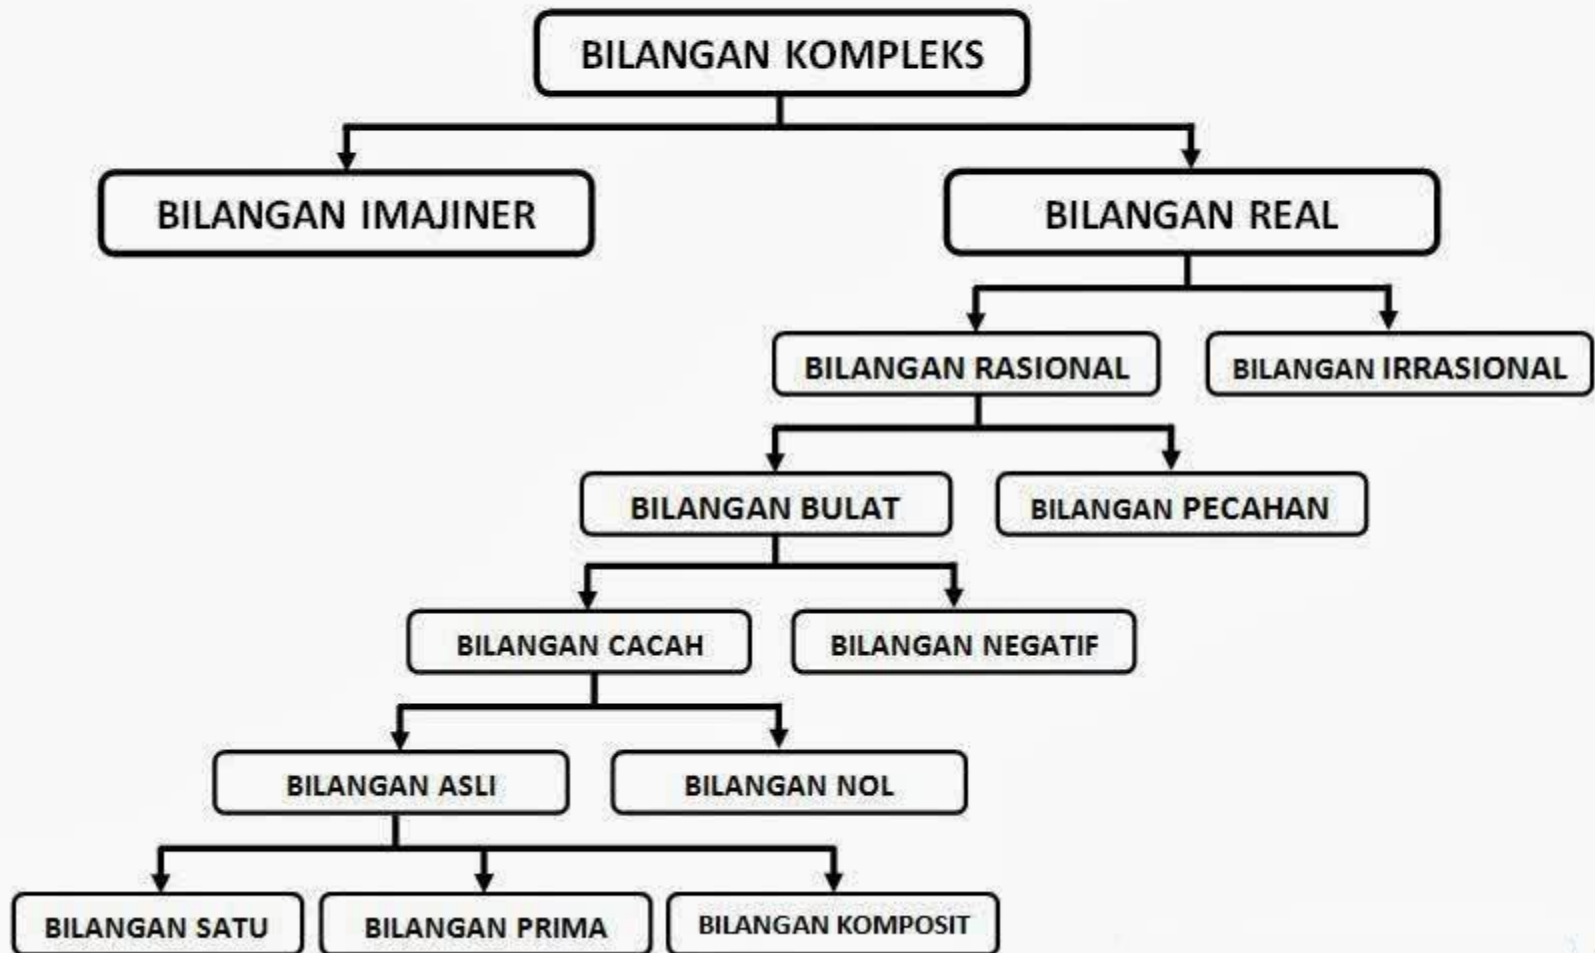 BILANGAN KOMPLEKS
BILANGAN IMAJINER
BILANGAN REAL
BILANGAN RASIONAL
BILANGAN IRRASIONAL
BILANGAN BULAT
BILANGAN PECAHAN
BILANGAN CACAH
BILANGAN NEGATIF
BILANGAN ASLI
BILANGAN NOL
BILANGAN SATU
BILANGAN PRIMA
BILANGAN KOMPOSIT